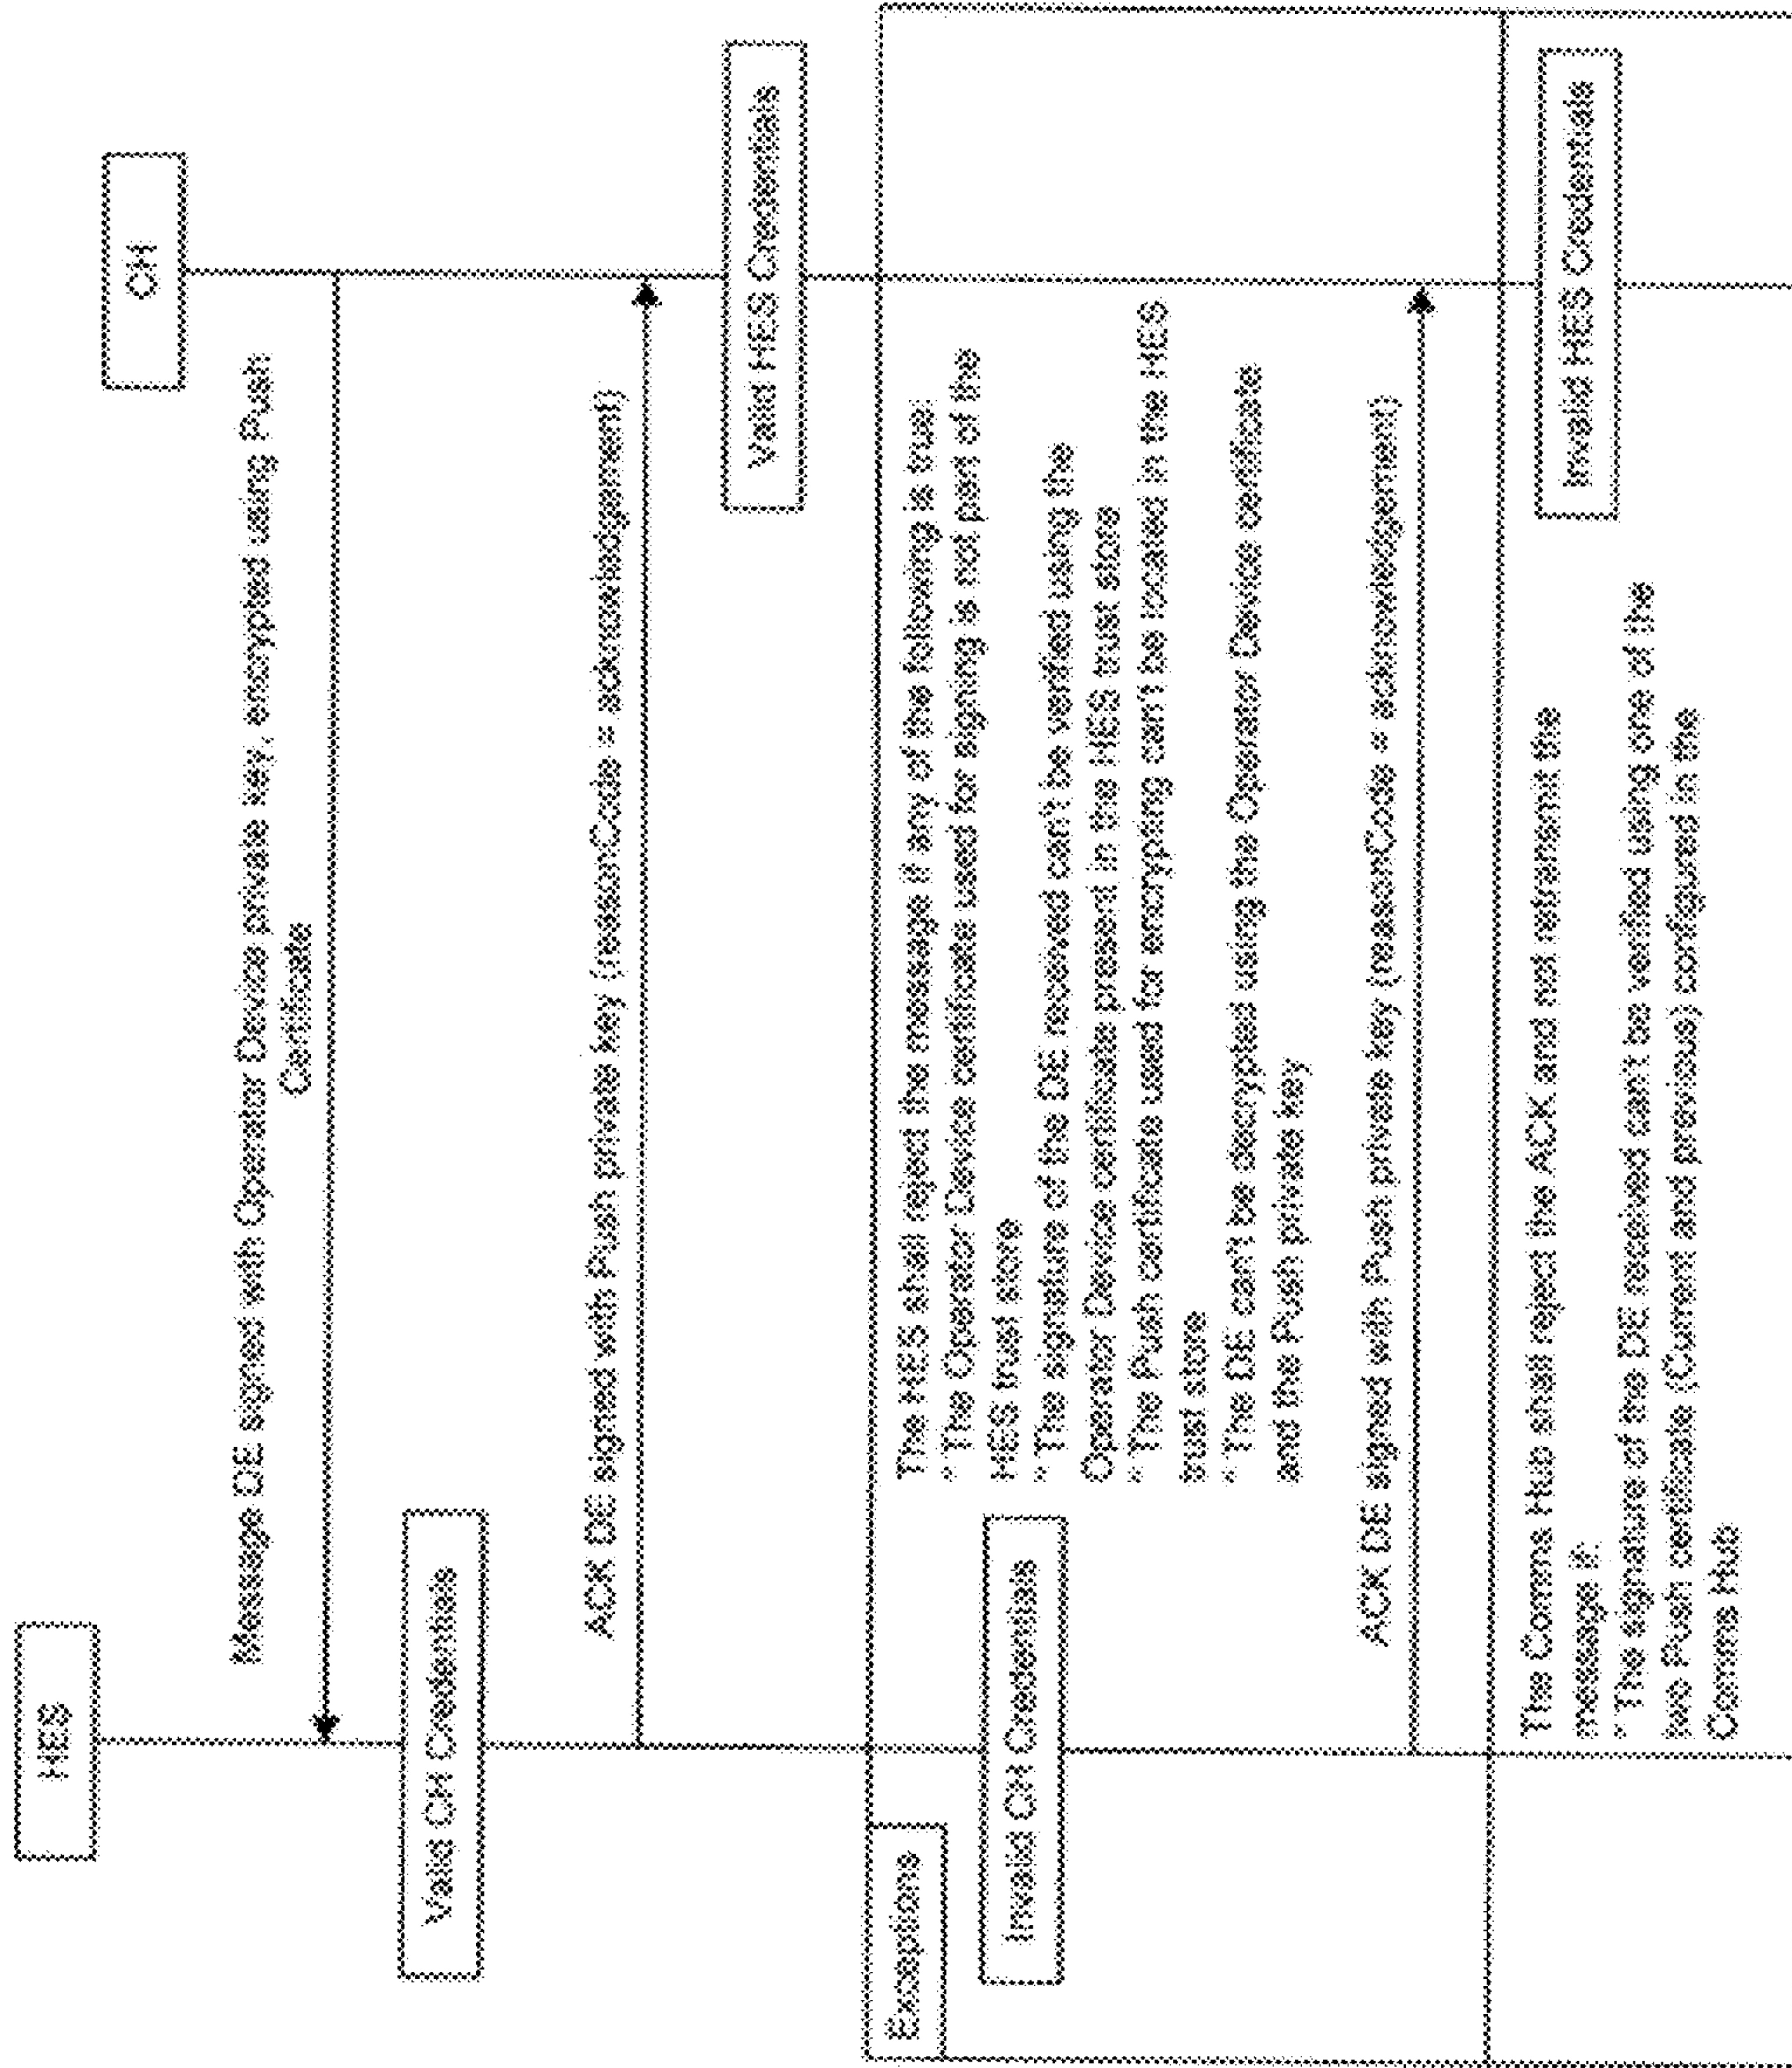 HES
CH
Message DE signed with Operator Device private key, encrypted using Push
Certificate
Valid CH Credentials
ACK DE signed with Push private key (reasonCode = acknowledgement)
Valid HES Credentials
Exceptions
The HES shall reject the message if any of the following is true:
" The Operator Device certificate used for signing is not part of the
HES trust store
" The signature of the DE received can't be verified using the
Operator Device certificate present in the HES trust store
" The Push certificate used for encrypting can't be located in the HES
trust store
" The DE can't be decrypted using the Operator Device certificate
and the Push private key
Invalid CH Credentials
ACK DE signed with Push private key (reasonCode = acknowledgement)
The Comms Hub shall reject the ACK and not retransmit the
message if:
" The signature of the DE received can't be verified using one of the
two Push certificate (Current and previous) configured in the
Comms Hub
Invalid HES Credentials